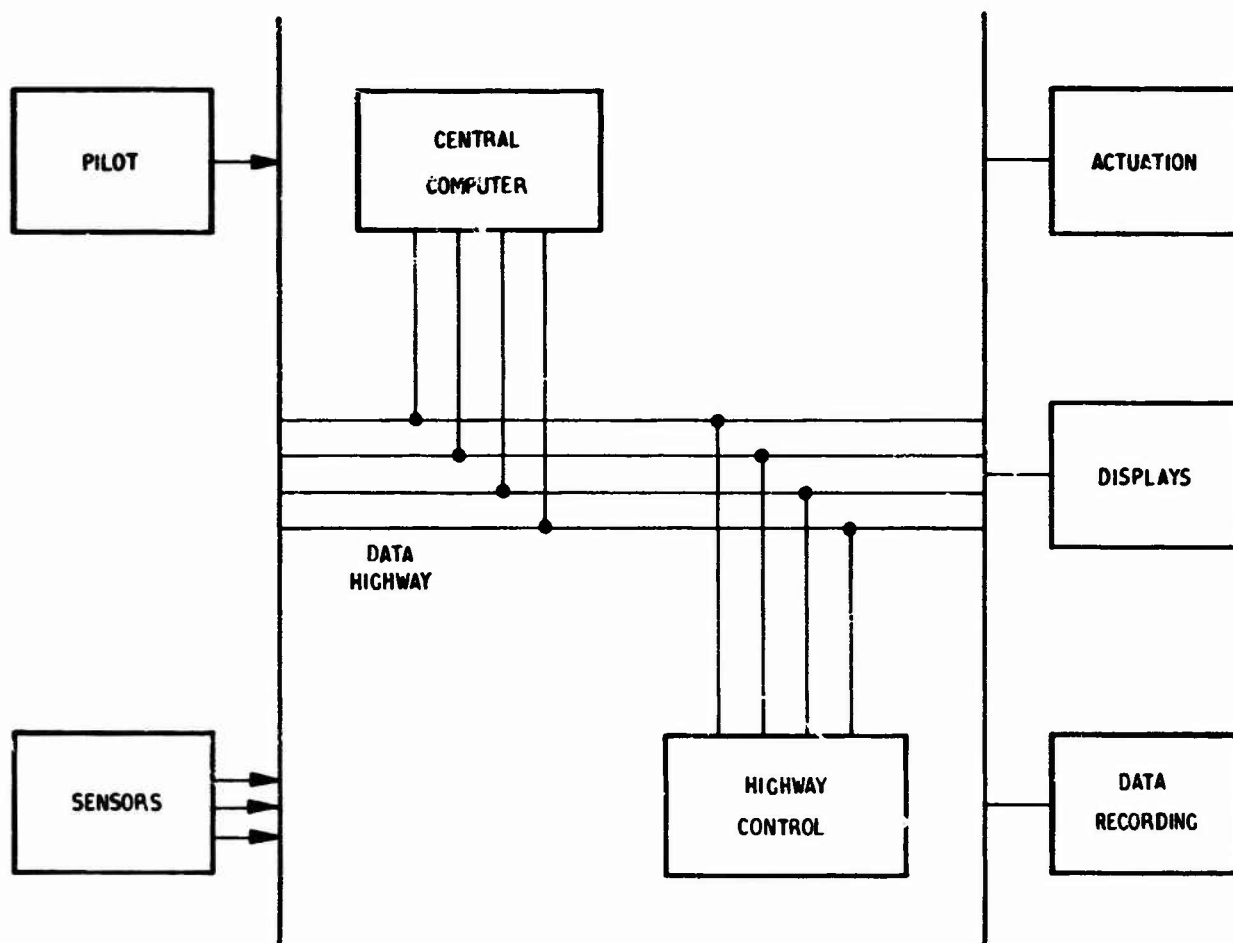 PILOT
CENTRAL
COMPUTER
ACTUATION
DISPLAYS
DATA
HIGHWAY
SENSORS
HIGHWAY
CONTROL
DATA
RECORDING